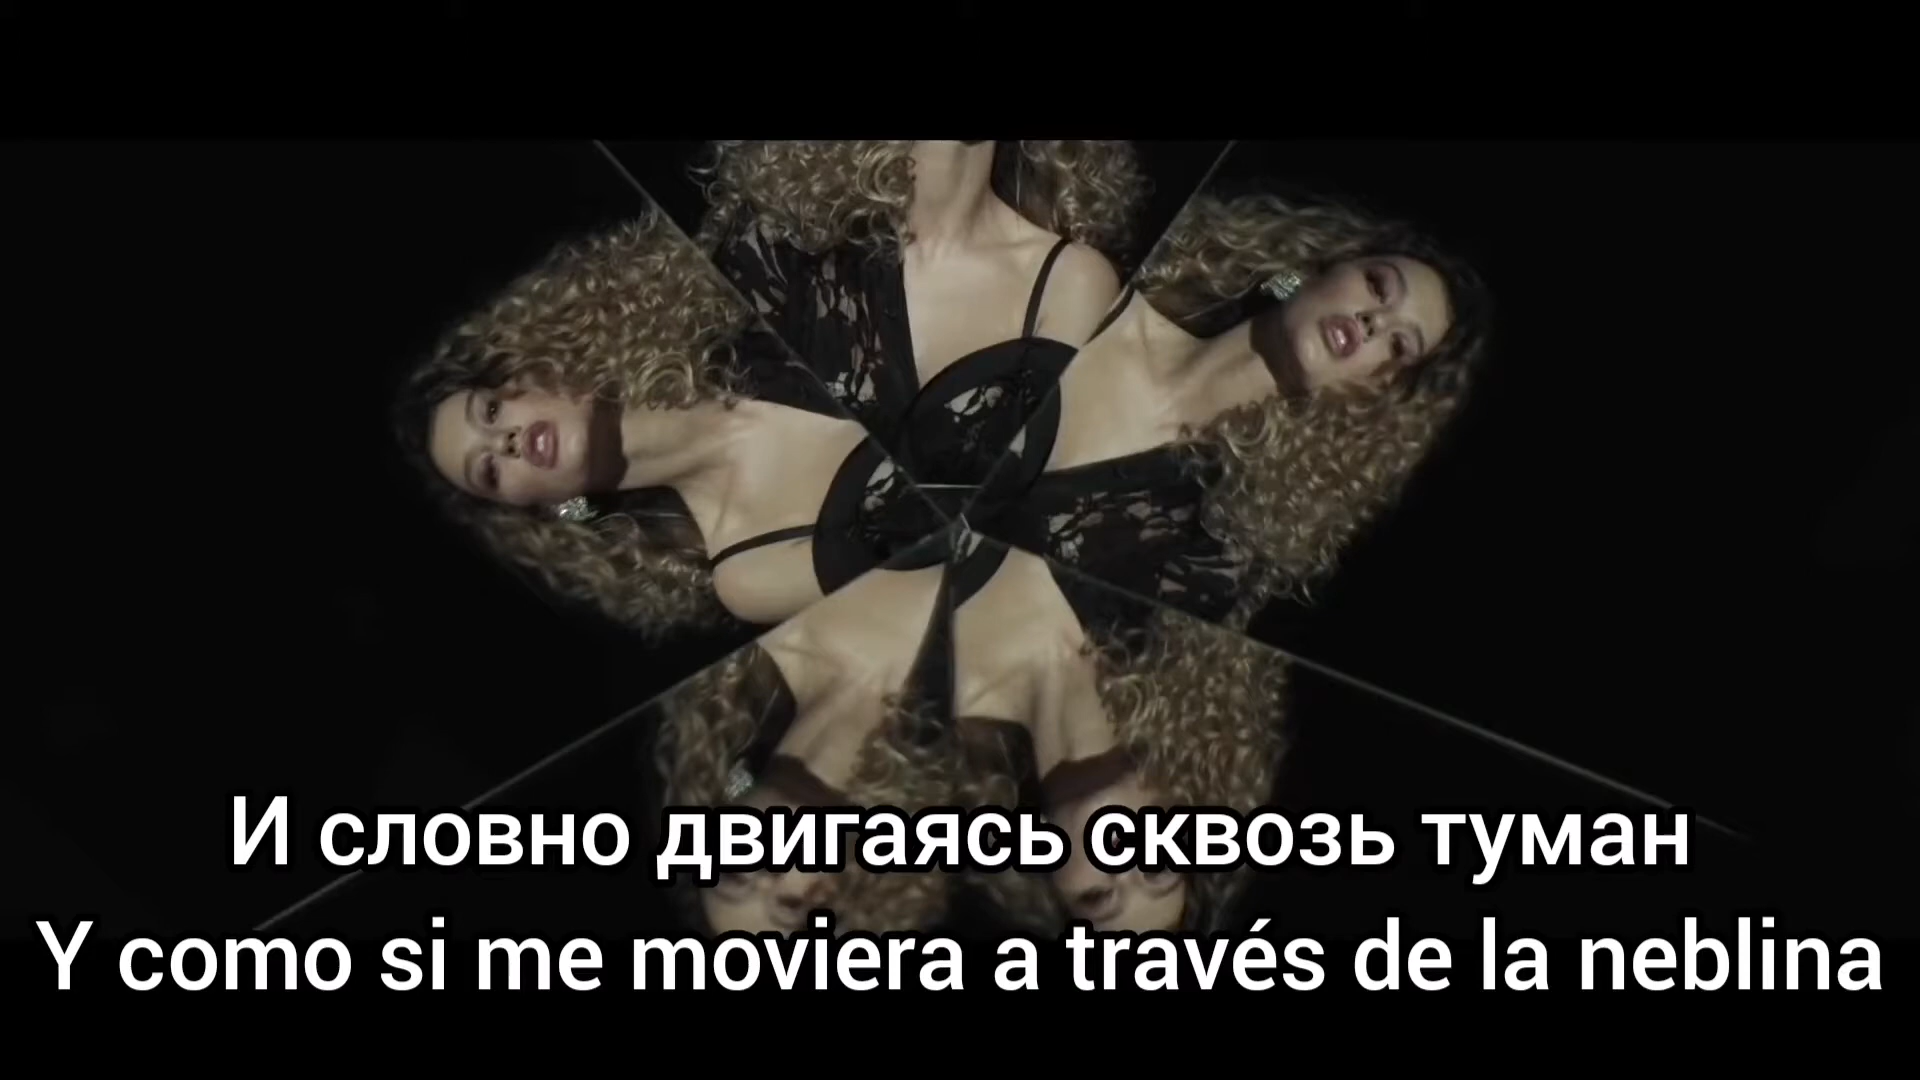 И словно двигаясь сквозь туман
Y como si me moviera a través de la neblina